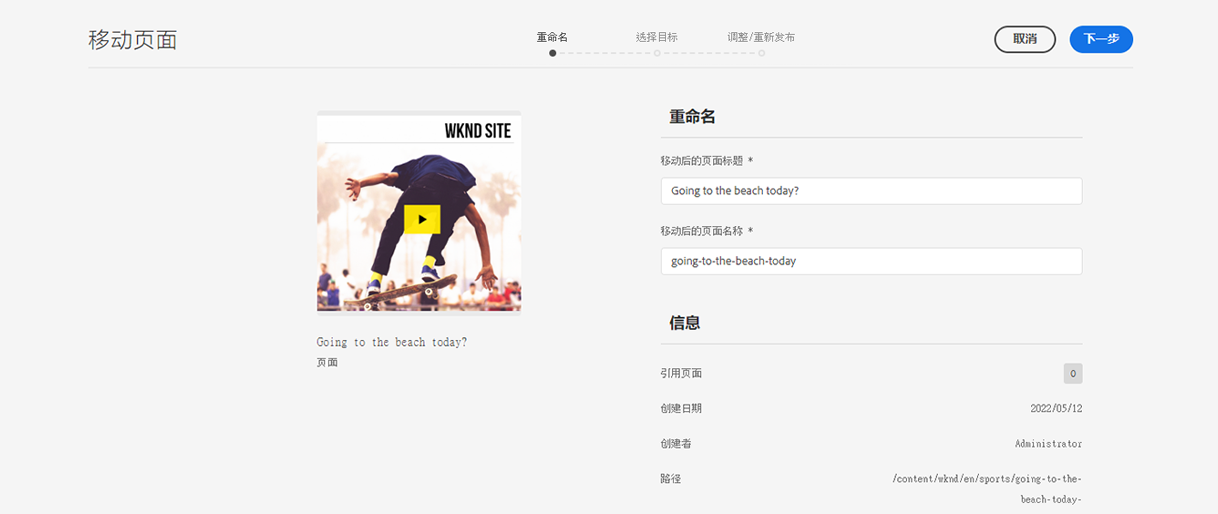 移动页面
重命名
选择目标
调整/重新发布
取消
下一步
WKND SITE
Going to the beach today?
页面
重命名
移动后的页面标题 *
Going to the beach today?
移动后的页面名称 *
going-to-the-beach-today
信息
引用页面 0
创建日期 2022/05/12
创建者 Administrator
路径 /content/wknd/en/sports/going-to-the-
beach-today-